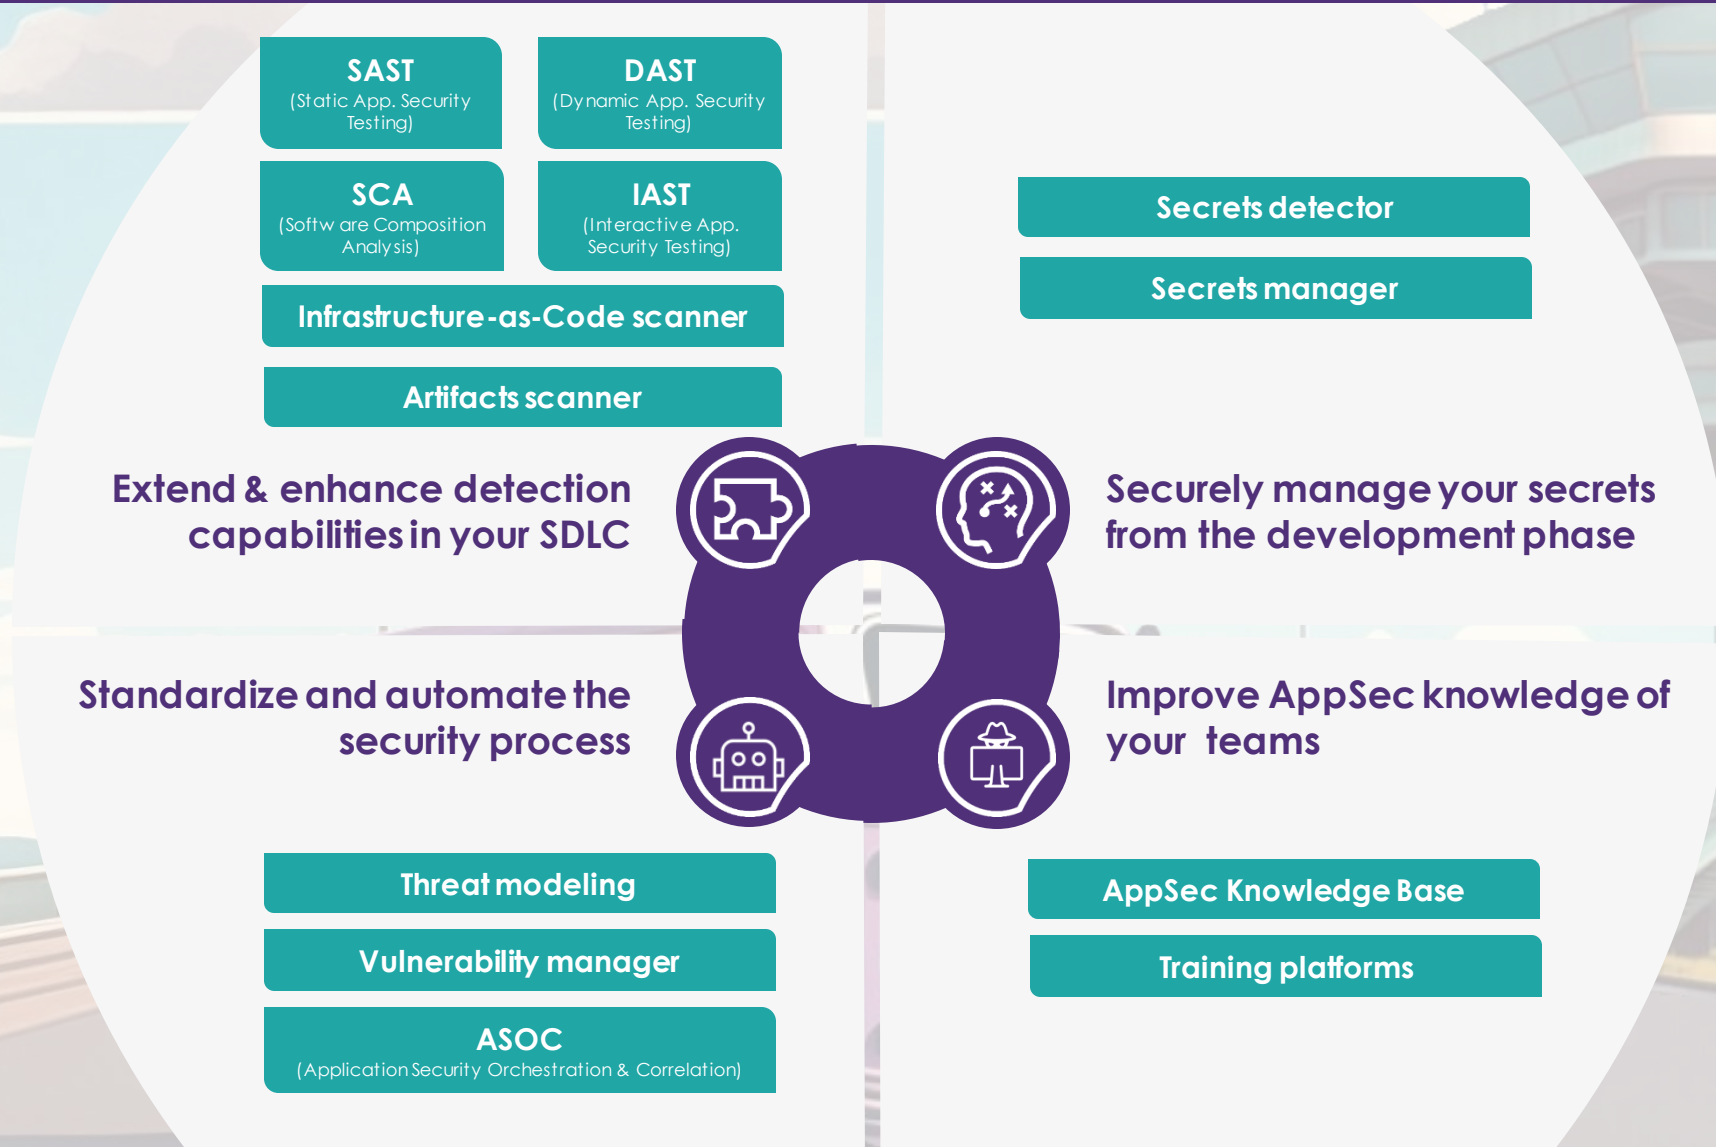 SAST
(Static App. Security
Testing)
DAST
(Dynamic App. Security
Testing)
SCA
(Software Composition
Analysis)
IAST
(Interactive App.
Security Testing)
Infrastructure-as-Code scanner
Artifacts scanner
Extend & enhance detection
capabilities in your SDLC
Secrets detector
Secrets manager
Securely manage your secrets
from the development phase
Standardize and automate the
security process
Threat modeling
Vulnerability manager
ASOC
(Application Security Orchestration & Correlation)
Improve AppSec knowledge of
your teams
AppSec Knowledge Base
Training platforms